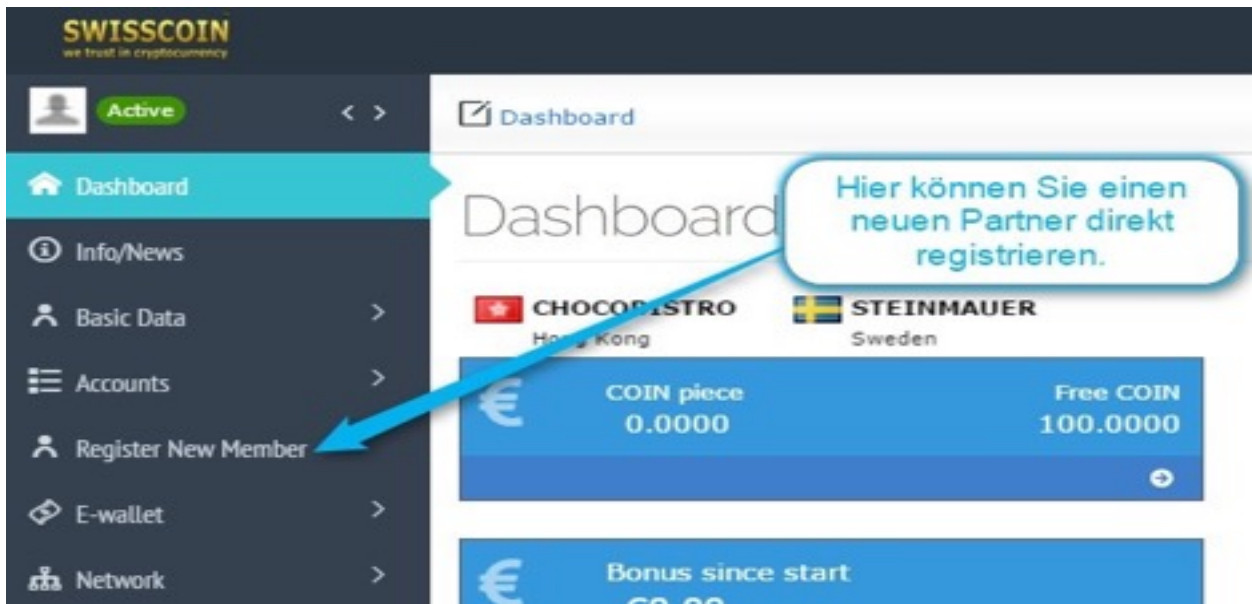 SWISSCOIN
we trust in cryptocurrency
Active
Dashboard
Info/News
Basic Data
Accounts
Register New Member
E-wallet
Network
Dashboard
Dashboard
Hier können Sie einen
neuen Partner direkt
registrieren.
CHOCOBISTRO
Hong Kong
STEINMAUER
Sweden
COIN piece
0.0000
Free COIN
100.0000
Bonus since start